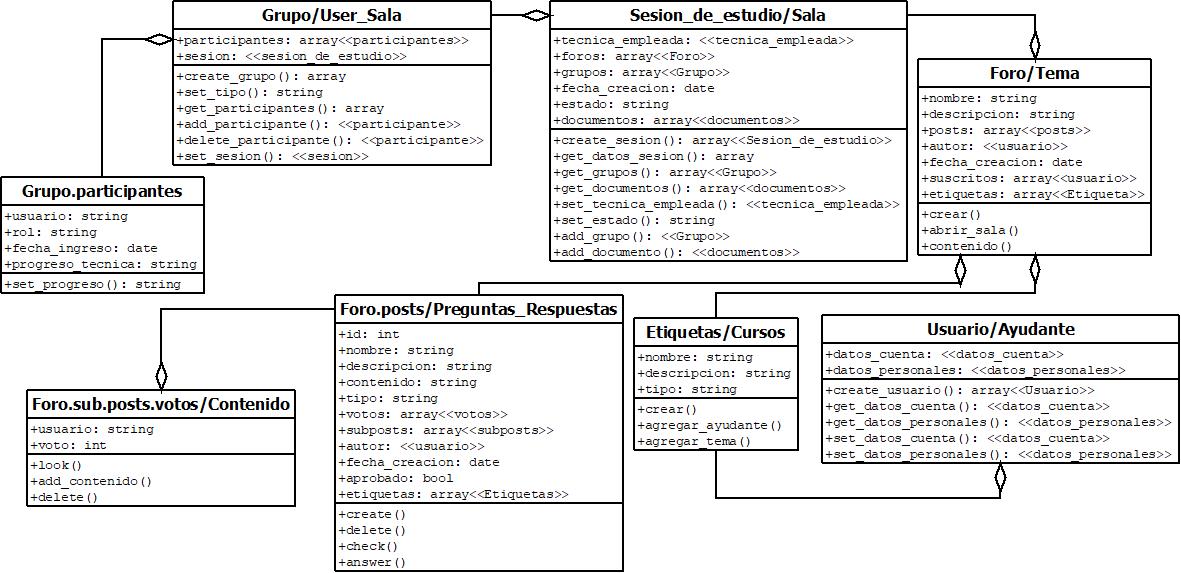 Grupo/User_Sala
+participantes: array<<participantes>>
+sesion: <<sesion_de_estudio>>
+create_grupo(): array
+set_tipo(): string
+get_participantes(): array
+add_participante(): <<participante>>
+delete_participante(): <<participante>>
+set_sesion(): <<sesion>>
Sesion_de_estudio/Sala
+tecnica_empleada: <<tecnica_empleada>>
+foros: array<<Foro>>
+grupos: array<<Grupo>>
+fecha_creacion: date
+estado: string
+documentos: array<<documentos>>
+create_sesion(): array<<Sesion_de_estudio>>
+get_datos_sesion(): array
+get_grupos(): array<<Grupo>>
+get_documentos(): array<<documentos>>
+set_tecnica_empleada(): <<tecnica_empleada>>
+set_estado(): string
+add_grupo(): <<Grupo>>
+add_documento(): <<documentos>>
Foro/Tema
+nombre: string
+descripcion: string
+posts: array<<posts>>
+autor: <<usuario>>
+fecha_creacion: date
+suscritos: array<<usuario>>
+etiquetas: array<<Etiqueta>>
+crear()
+abrir_sala()
+contenido()
Grupo.participantes
+usuario: string
+rol: string
+fecha_ingreso: date
+progreso_tecnica: string
+set_progreso(): string
Foro.posts/Preguntas_Respuestas
+id: int
+nombre: string
+descripcion: string
+contenido: string
+tipo: string
+votos: array<<votos>>
+subposts: array<<subposts>>
+autor: <<usuario>>
+fecha_creacion: date
+aprobado: bool
+etiquetas: array<<Etiquetas>>
+create()
+delete()
+check()
+answer()
Etiquetas/Cursos
+nombre: string
+descripcion: string
+tipo: string
+crear()
+agregar_ayudante()
+agregar_tema()
Usuario/Ayudante
+datos_cuenta: <<datos_cuenta>>
+datos_personales: <<datos_personales>>
+create_usuario(): array<<Usuario>>
+get_datos_cuenta(): <<datos_cuenta>>
+get_datos_personales(): <<datos_personales>>
+set_datos_cuenta(): <<datos_cuenta>>
+set_datos_personales(): <<datos_personales>>
Foro.sub.posts.votos/Contenido
+usuario: string
+voto: int
+look()
+add_contenido()
+delete()